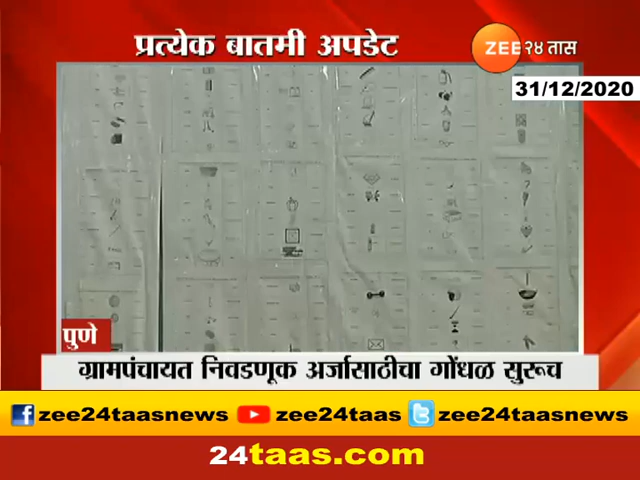 प्रत्येक बातमी अपडेट
ZEE २४ तास
31/12/2020
पुणे
ग्रामपंचायत निवडणूक अर्जासाठीचा गोंधळ सुरूच
zee24taasnews zee24taas zee24taasnews
24taas.com